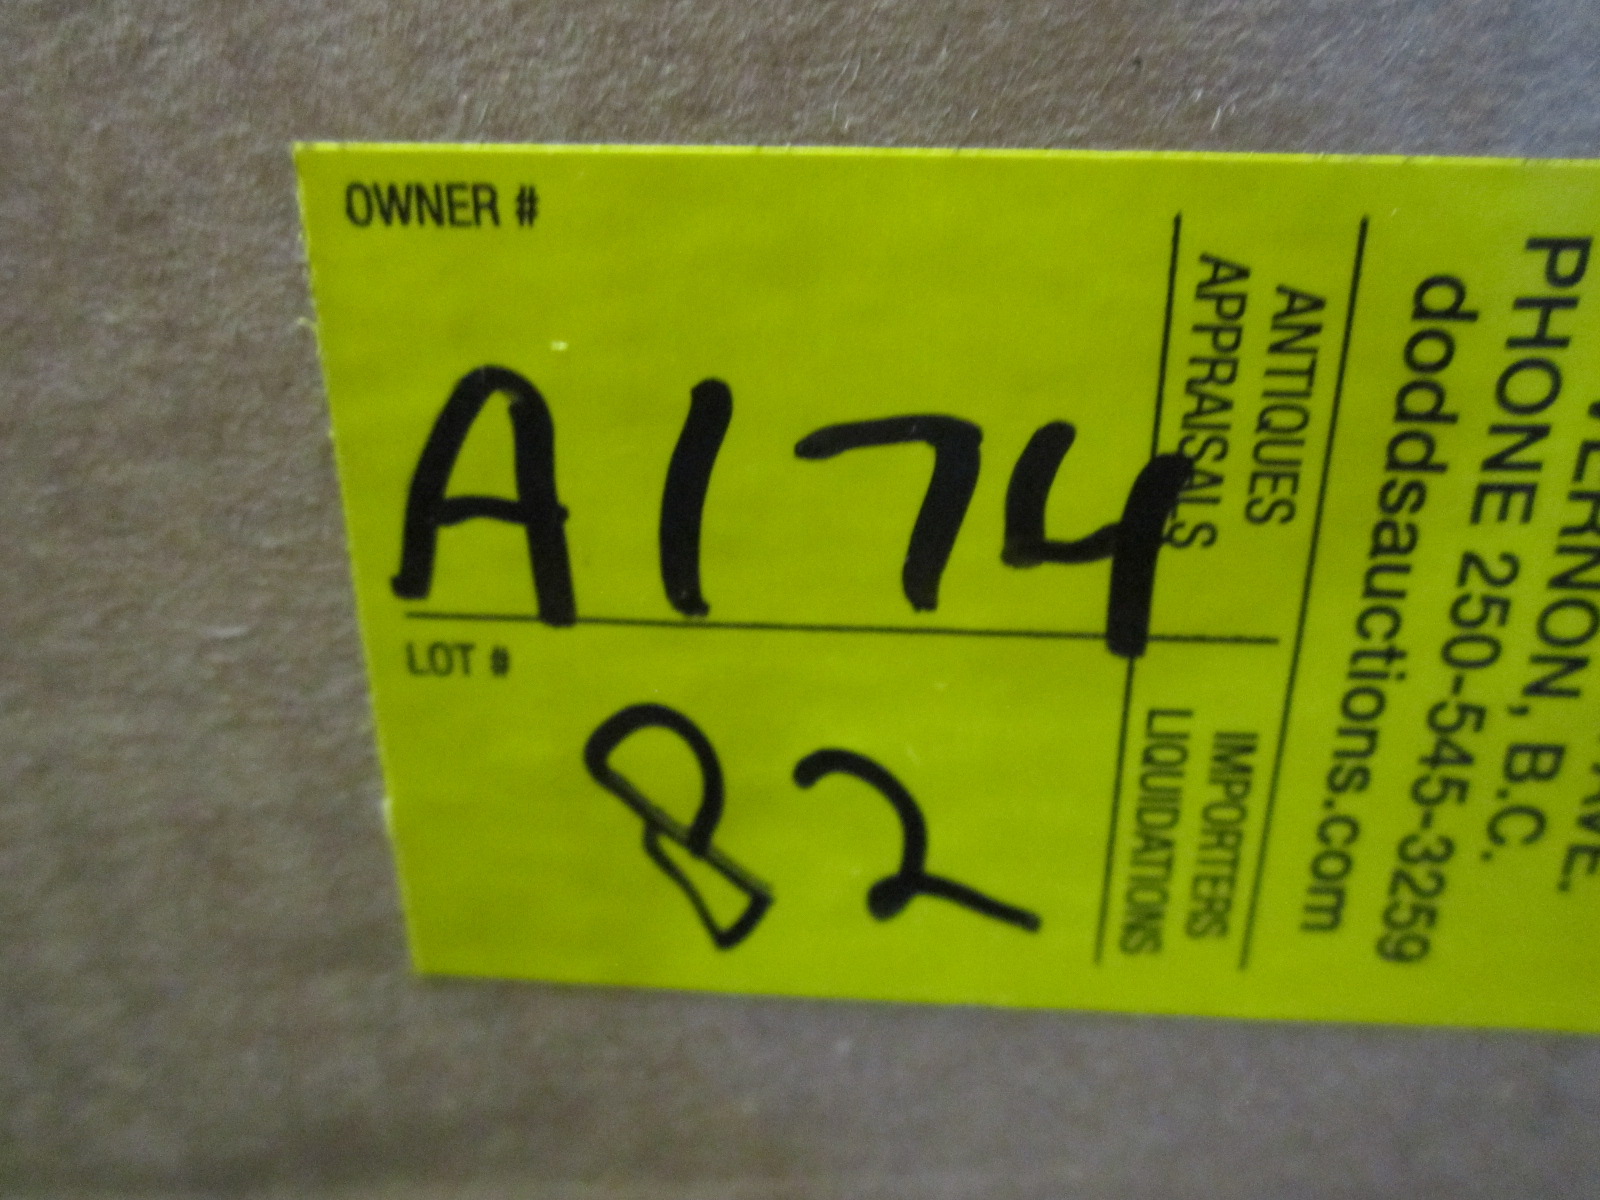 OWNER #
A174
LOT #
82
ANTIQUES
APPRAISALS
IMPORTERS
LIQUIDATIONS
VERNON, B.C.
PHONE 250-545-3259
doddsauctions.com